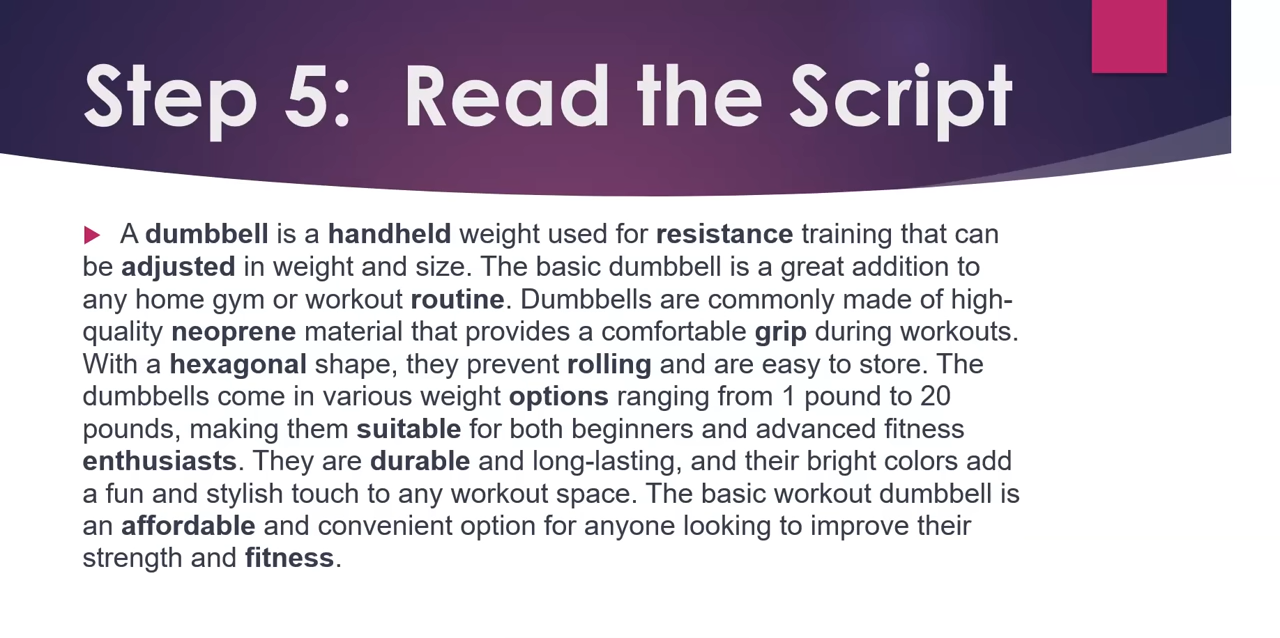 Step 5: Read the Script
A dumbbell is a handheld weight used for resistance training that can
be adjusted in weight and size. The basic dumbbell is a great addition to
any home gym or workout routine. Dumbbells are commonly made of high-
quality neoprene material that provides a comfortable grip during workouts.
With a hexagonal shape, they prevent rolling and are easy to store. The
dumbbells come in various weight options ranging from 1 pound to 20
pounds, making them suitable for both beginners and advanced fitness
enthusiasts. They are durable and long-lasting, and their bright colors add
a fun and stylish touch to any workout space. The basic workout dumbbell is
an affordable and convenient option for anyone looking to improve their
strength and fitness.